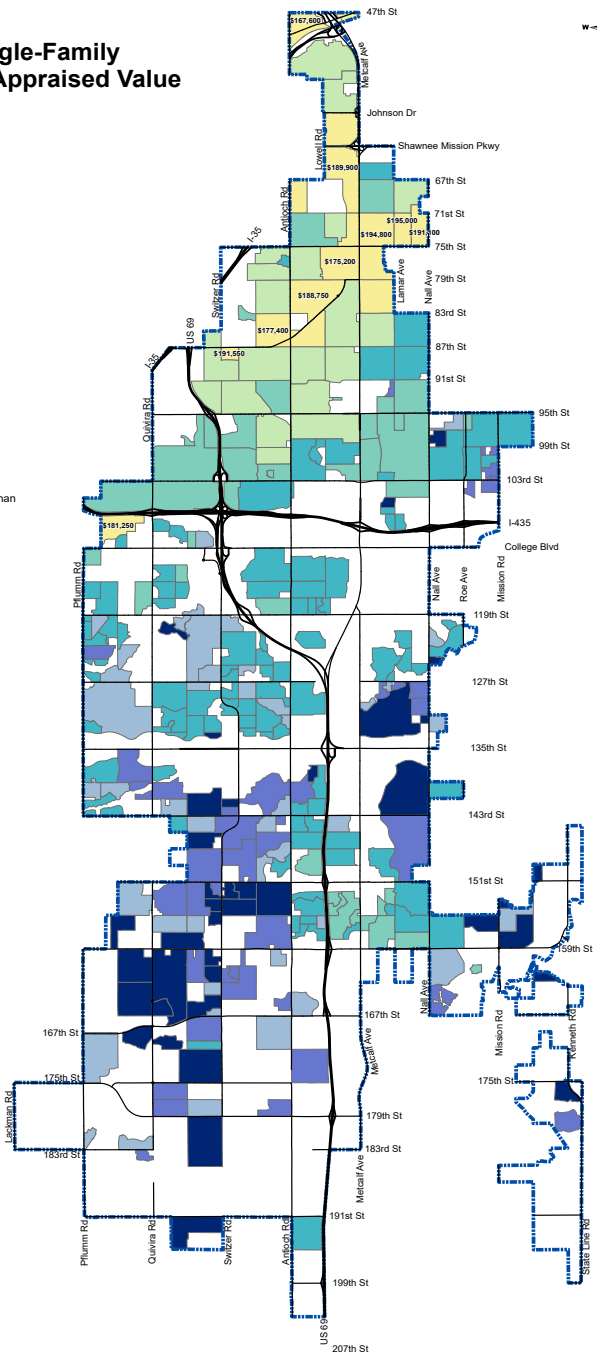 47th St
$167,600
W
gle-Family
Appraised Value
Metcalf Ave
Johnson Dr
Lowell Rd
Shawnee Mission Pkwy
$189,900
67th St
Antioch Rd
71st St
$195,000
$194,800
I-35
75th St
$175,200
Switzer Rd
Lamar Ave
Nall Ave
79th St
$188,750
83rd St
$177,400
US 69
87th St
$191,550
I-35
91st St
Quivira Rd
95th St
99th St
103rd St
an
I-435
$181,250
College Blvd
Pflumm Rd
Nall Ave
Roe Ave
Mission Rd
119th St
127th St
135th St
143rd St
151st St
159th St
Nall Ave
167th St
167th St
Metcalf Ave
Mission Rd
Kenneth Rd
175th St
175th St
Lackman Rd
179th St
183rd St
183rd St
Metcalf Ave
191st St
Pflumm Rd
Quivira Rd
Switzer Rd
Antioch Rd
State Line Rd
199th St
US 69
207th St